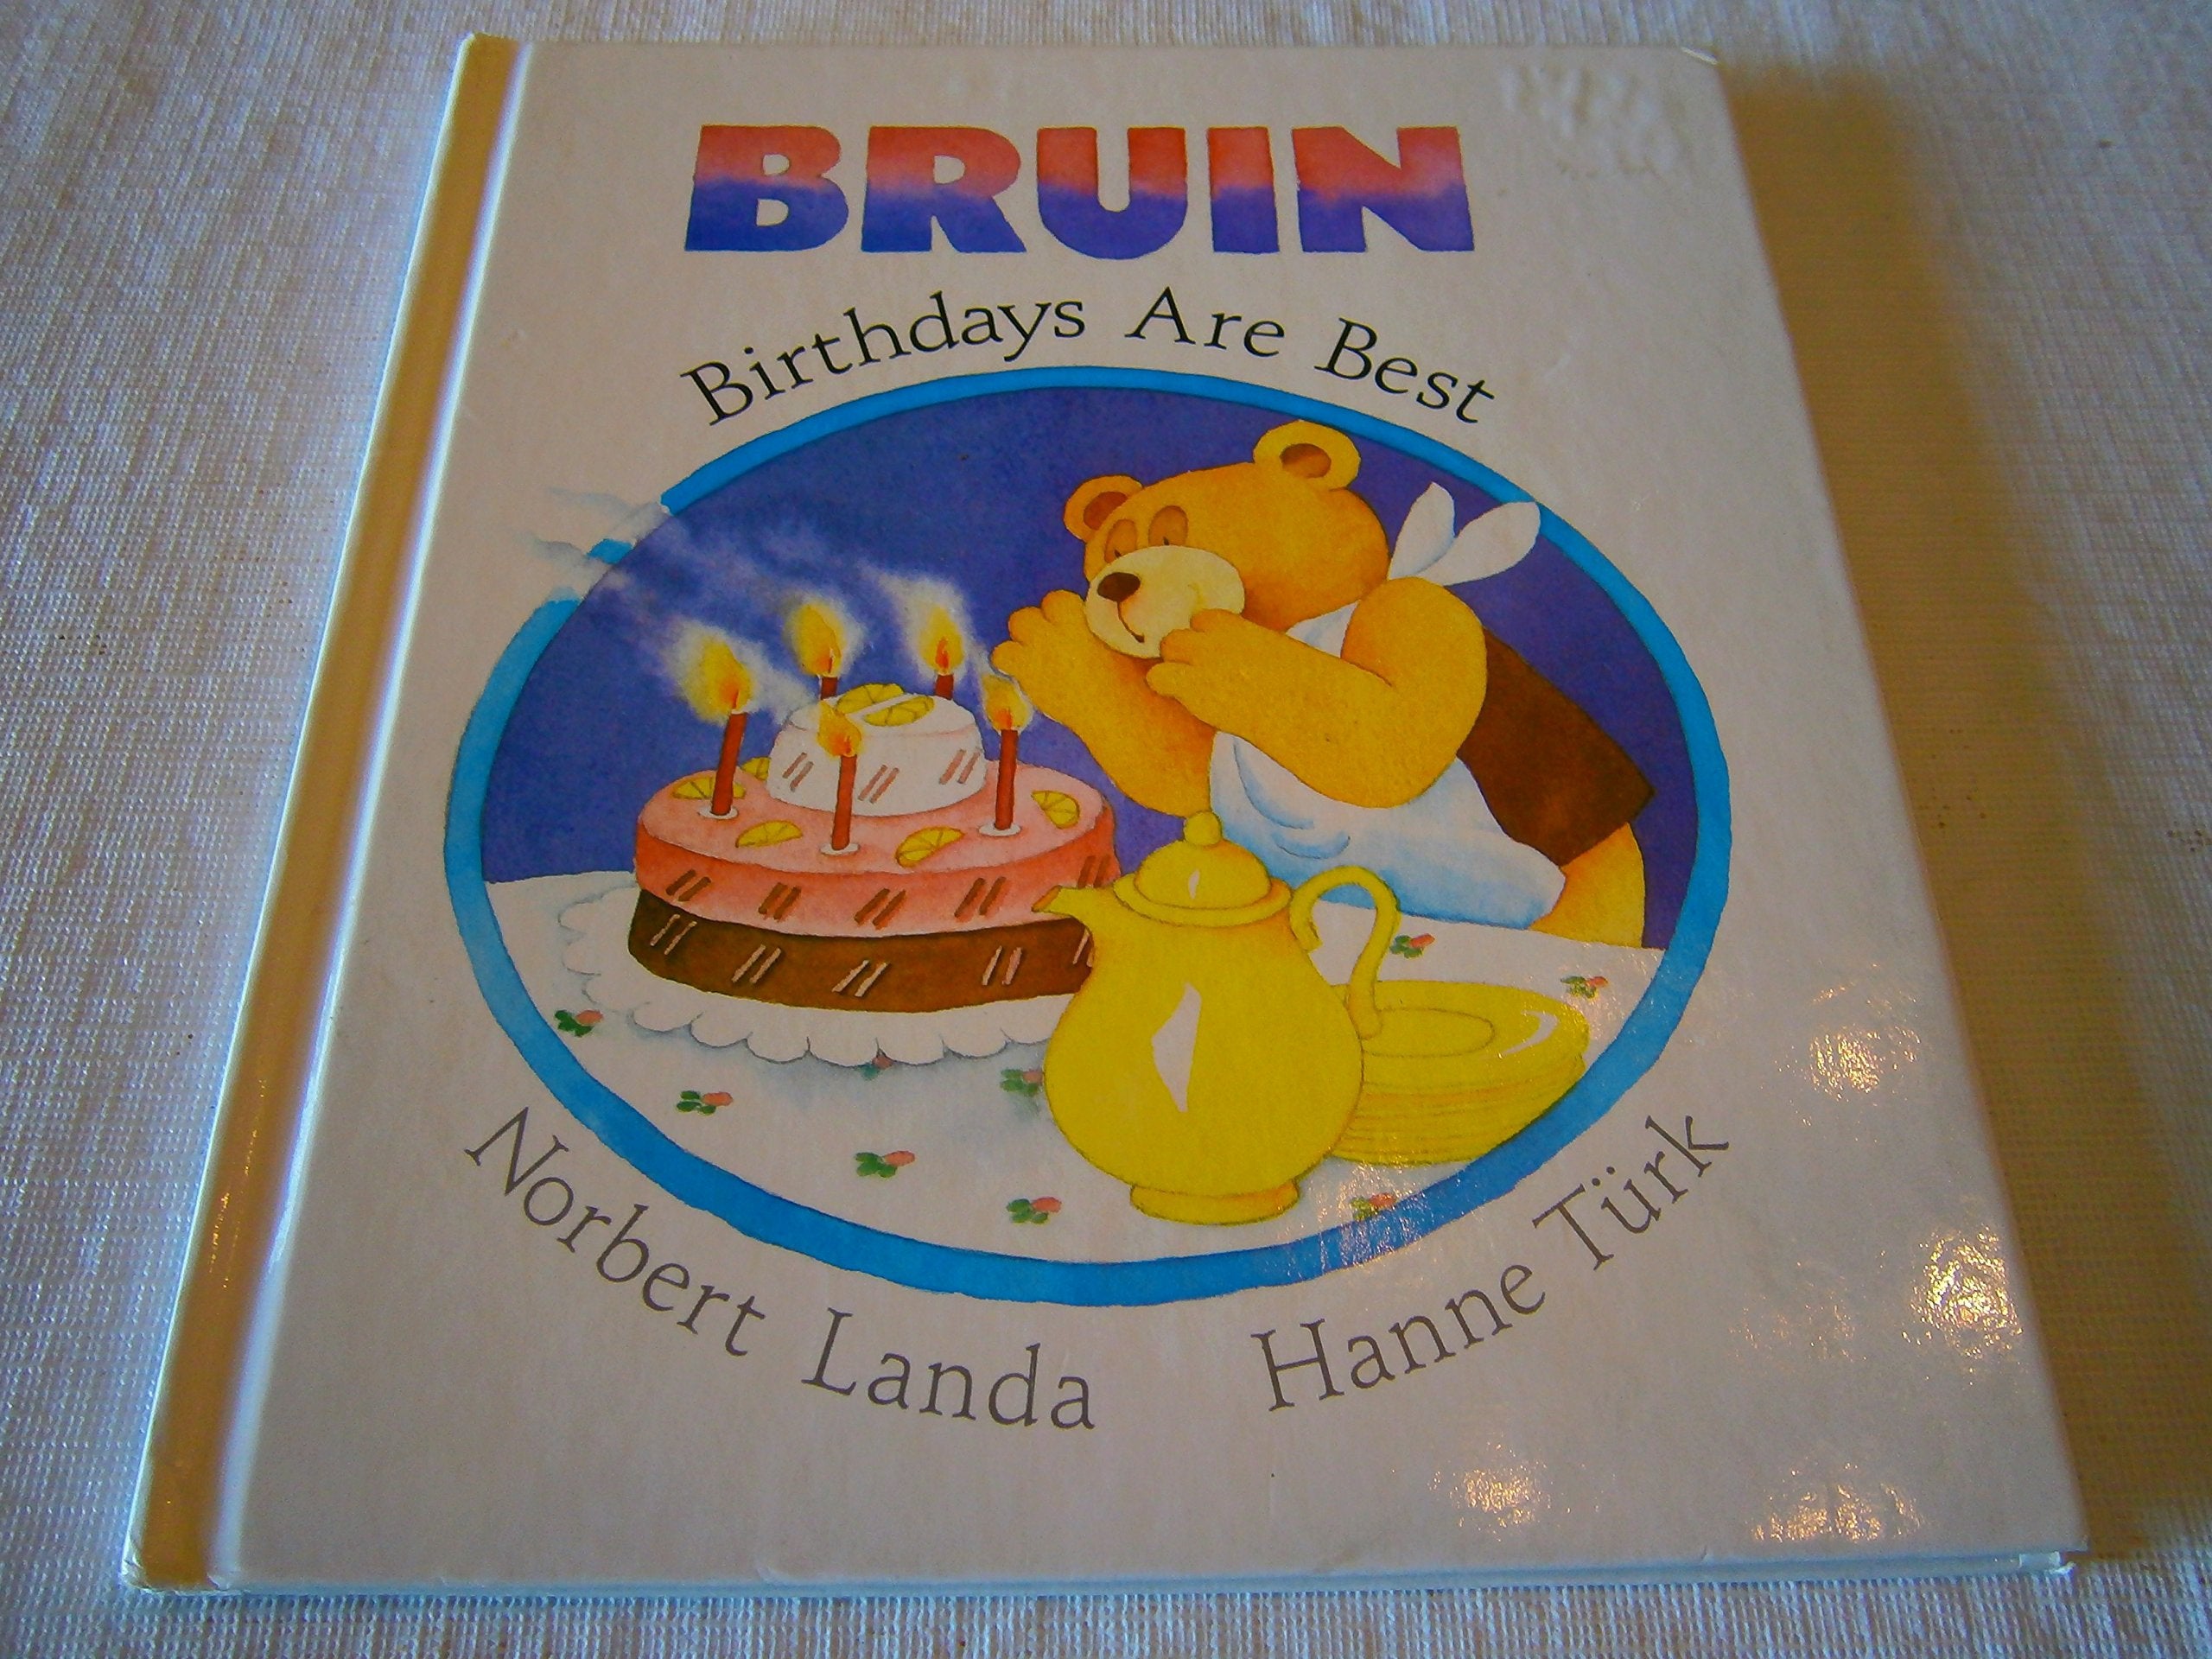 BRUIN
Birthdays Are Best
Norbert Landa Hanne Türk